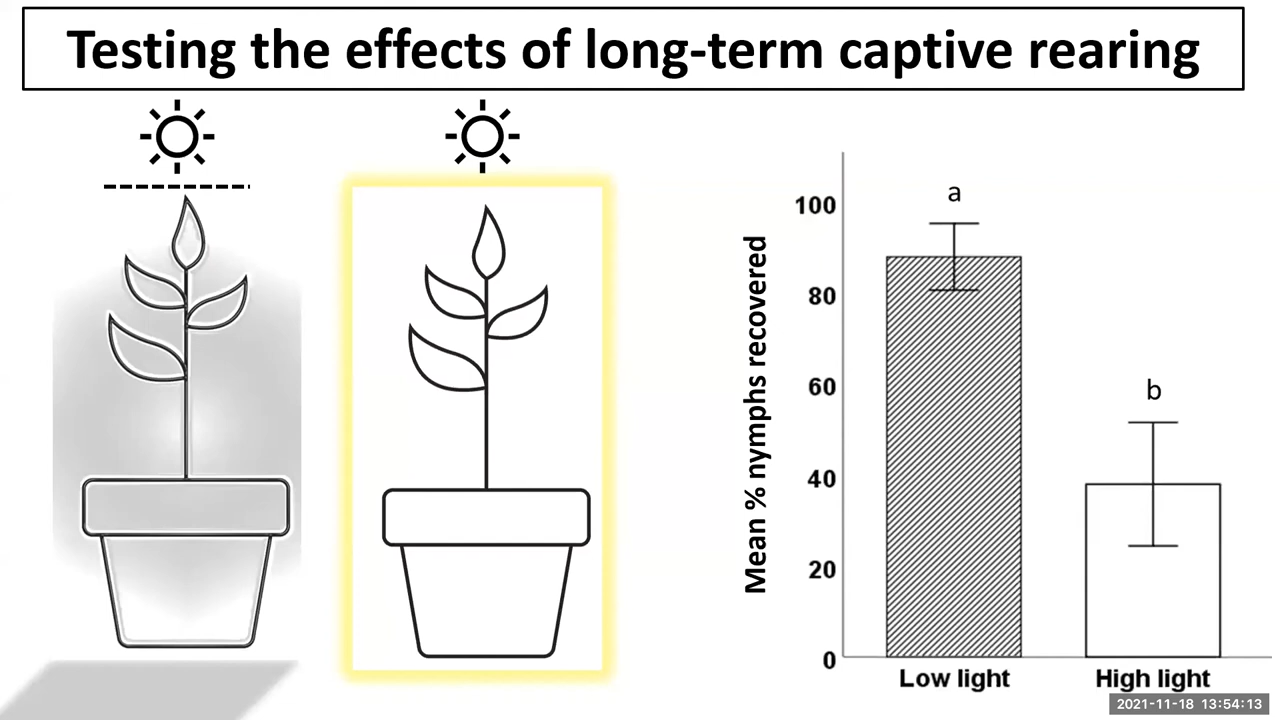 Testing the effects of long-term captive rearing
Mean % nymphs recovered
100
80
60
40
20
0
a
b
Low light
High light
2021-11-18 13:54:13